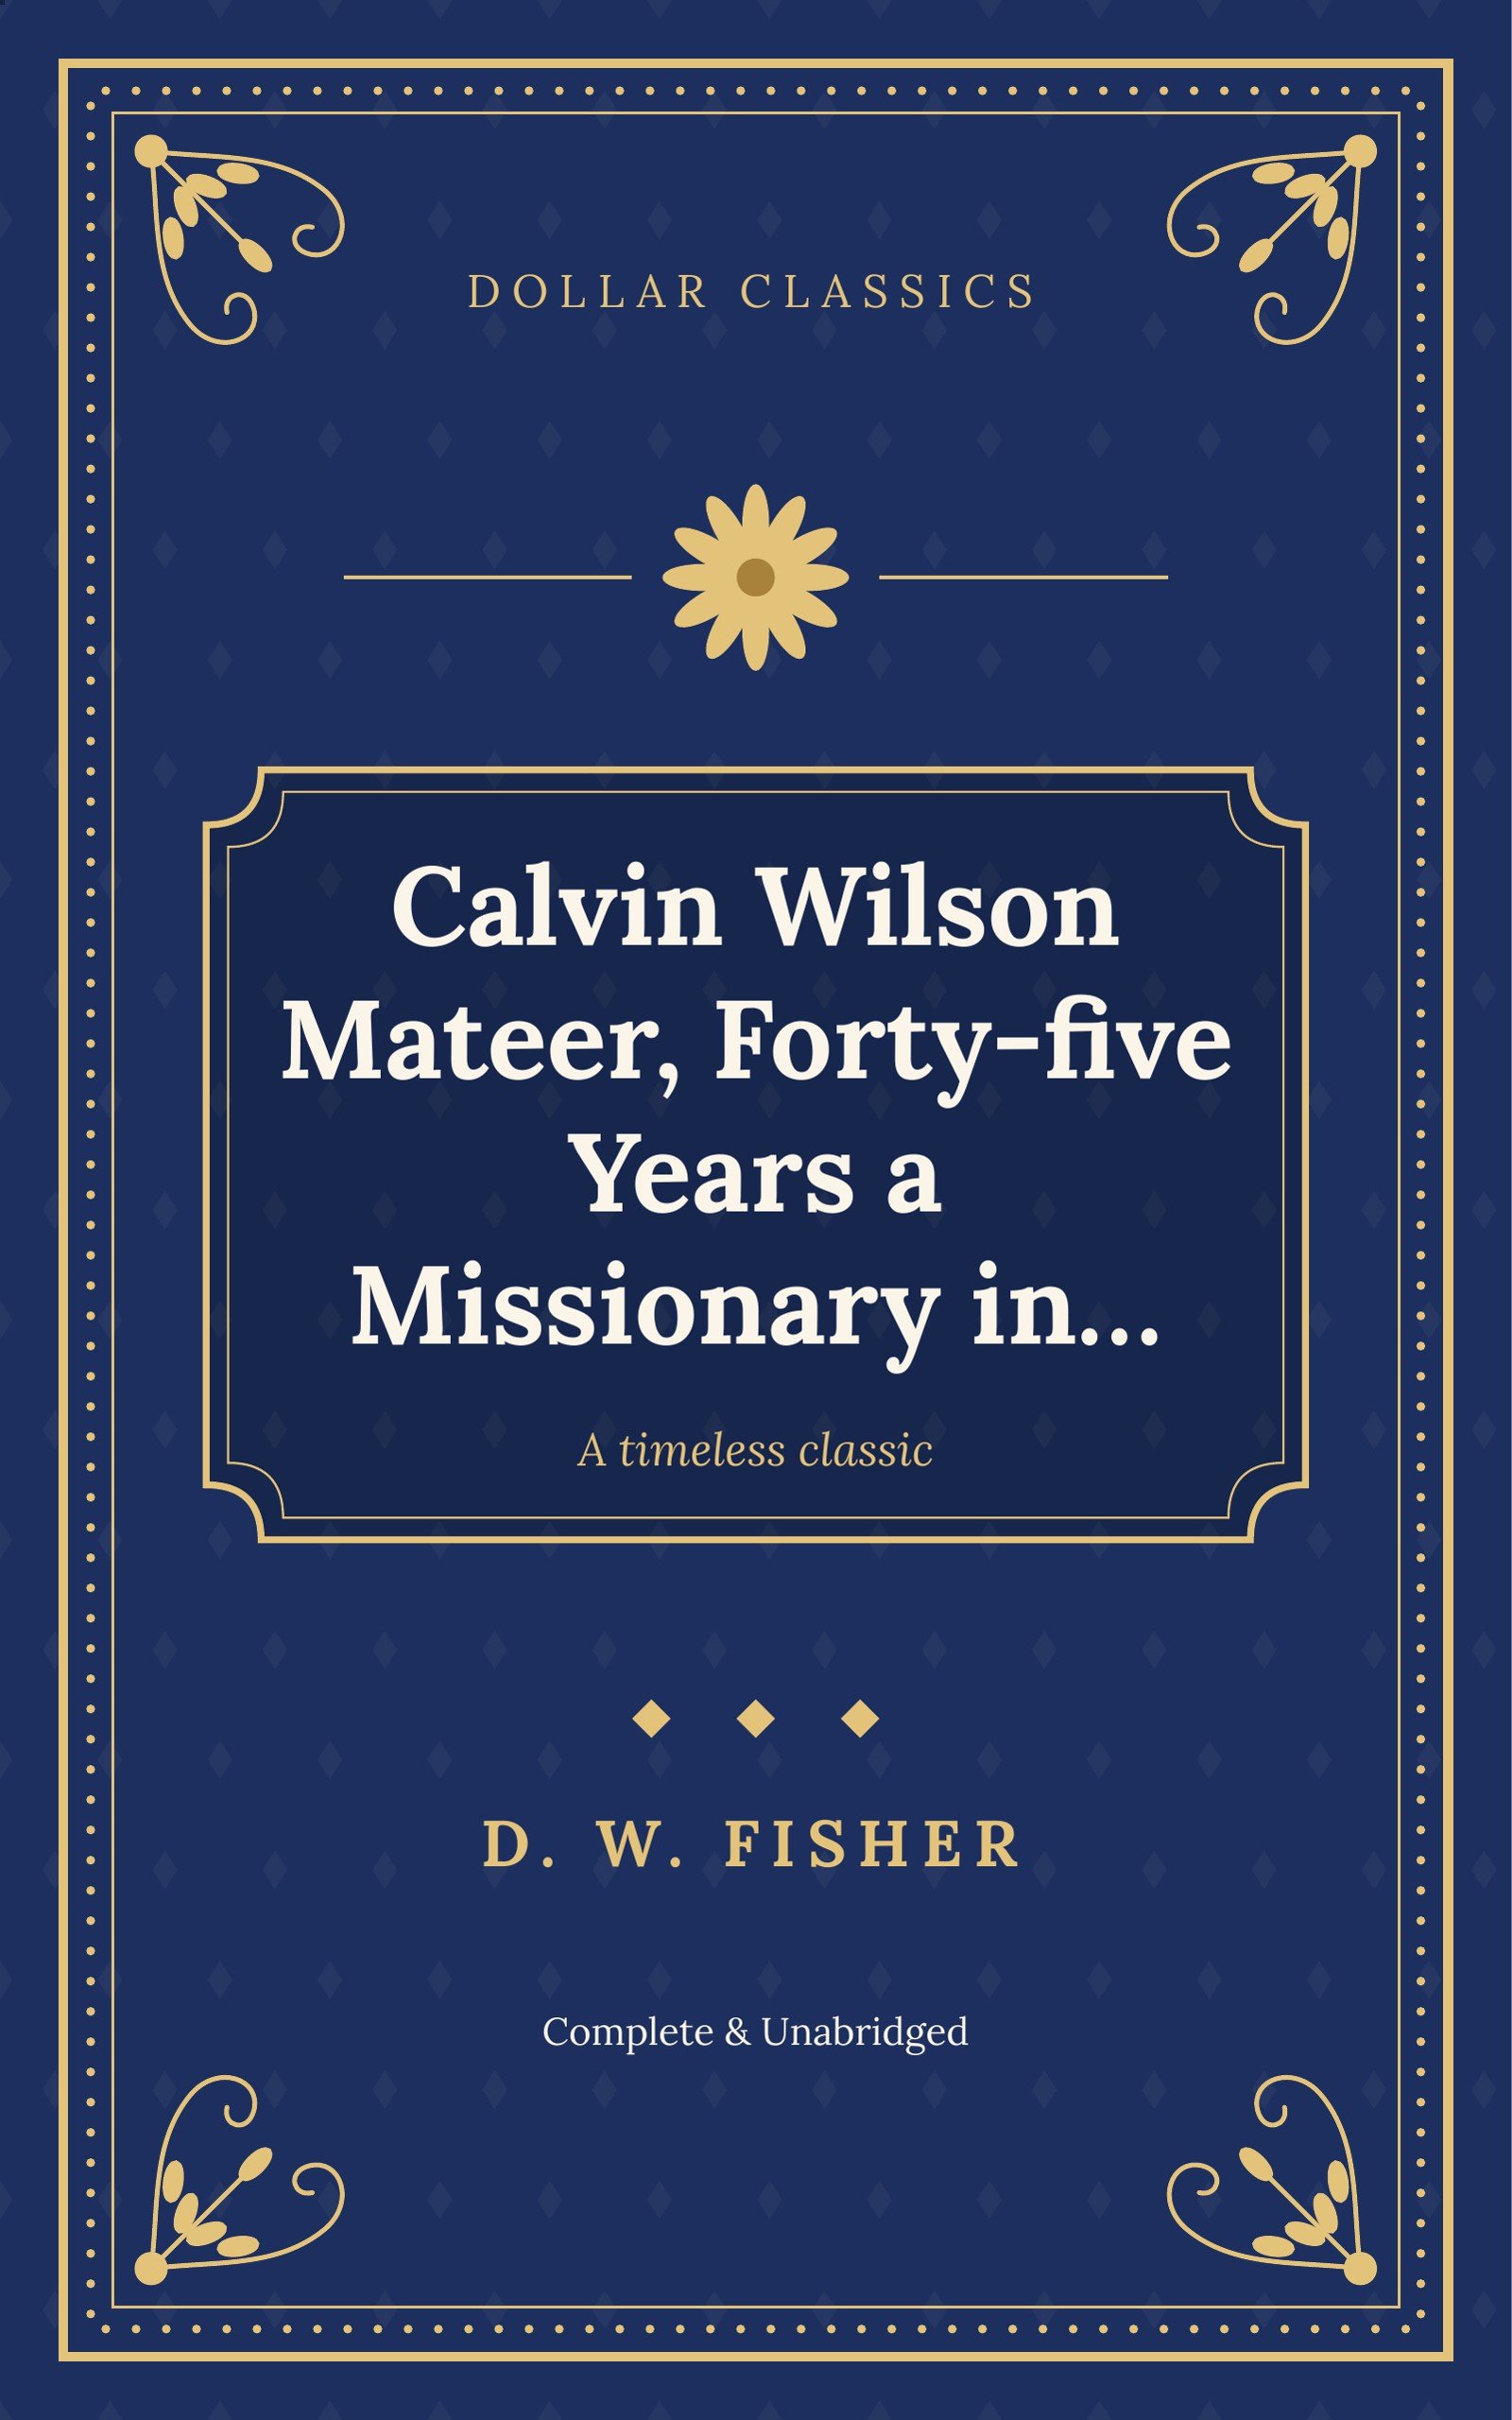 DOLLAR CLASSICS
Calvin Wilson
Mateer, Forty-five
Years a
Missionary in...
A timeless classic
D. W. FISHER
Complete & Unabridged